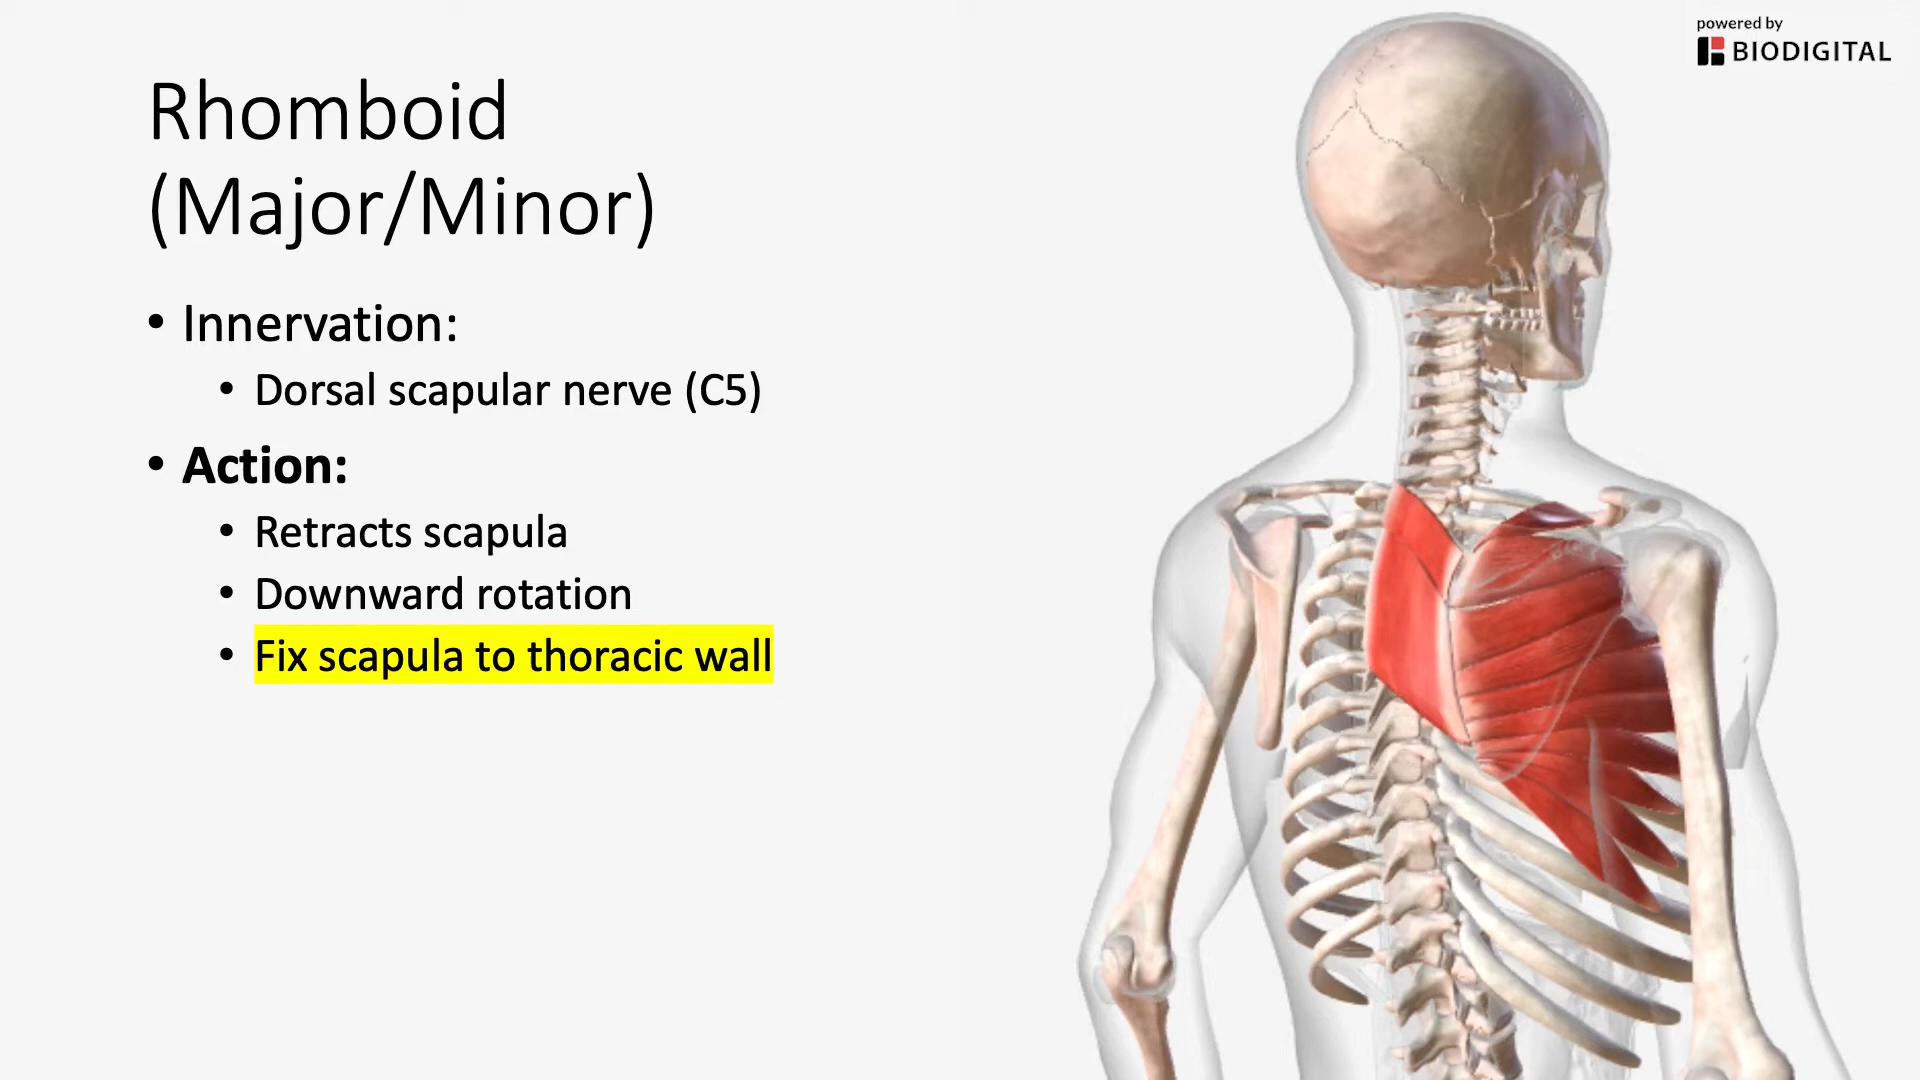 powered by
BIODIGITAL
Rhomboid
(Major/Minor)
• Innervation:
• Dorsal scapular nerve (C5)
• Action:
• Retracts scapula
• Downward rotation
• Fix scapula to thoracic wall